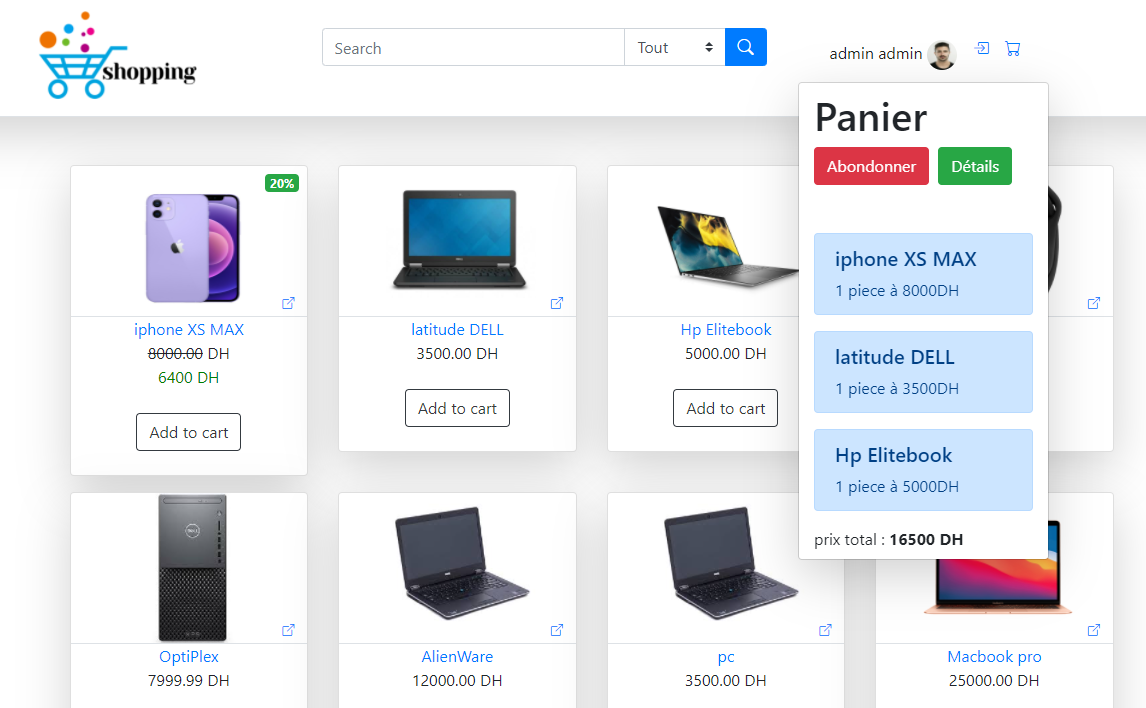 shopping
Search
Tout
admin admin
Panier
Abondonner
Détails
iphone XS MAX
1 piece à 8000DH
latitude DELL
1 piece à 3500DH
Hp Elitebook
1 piece à 5000DH
prix total : 16500 DH
20%
iphone XS MAX
8000.00 DH
6400 DH
Add to cart
latitude DELL
3500.00 DH
Add to cart
Hp Elitebook
5000.00 DH
Add to cart
OptiPlex
7999.99 DH
AlienWare
12000.00 DH
pc
3500.00 DH
Macbook pro
25000.00 DH